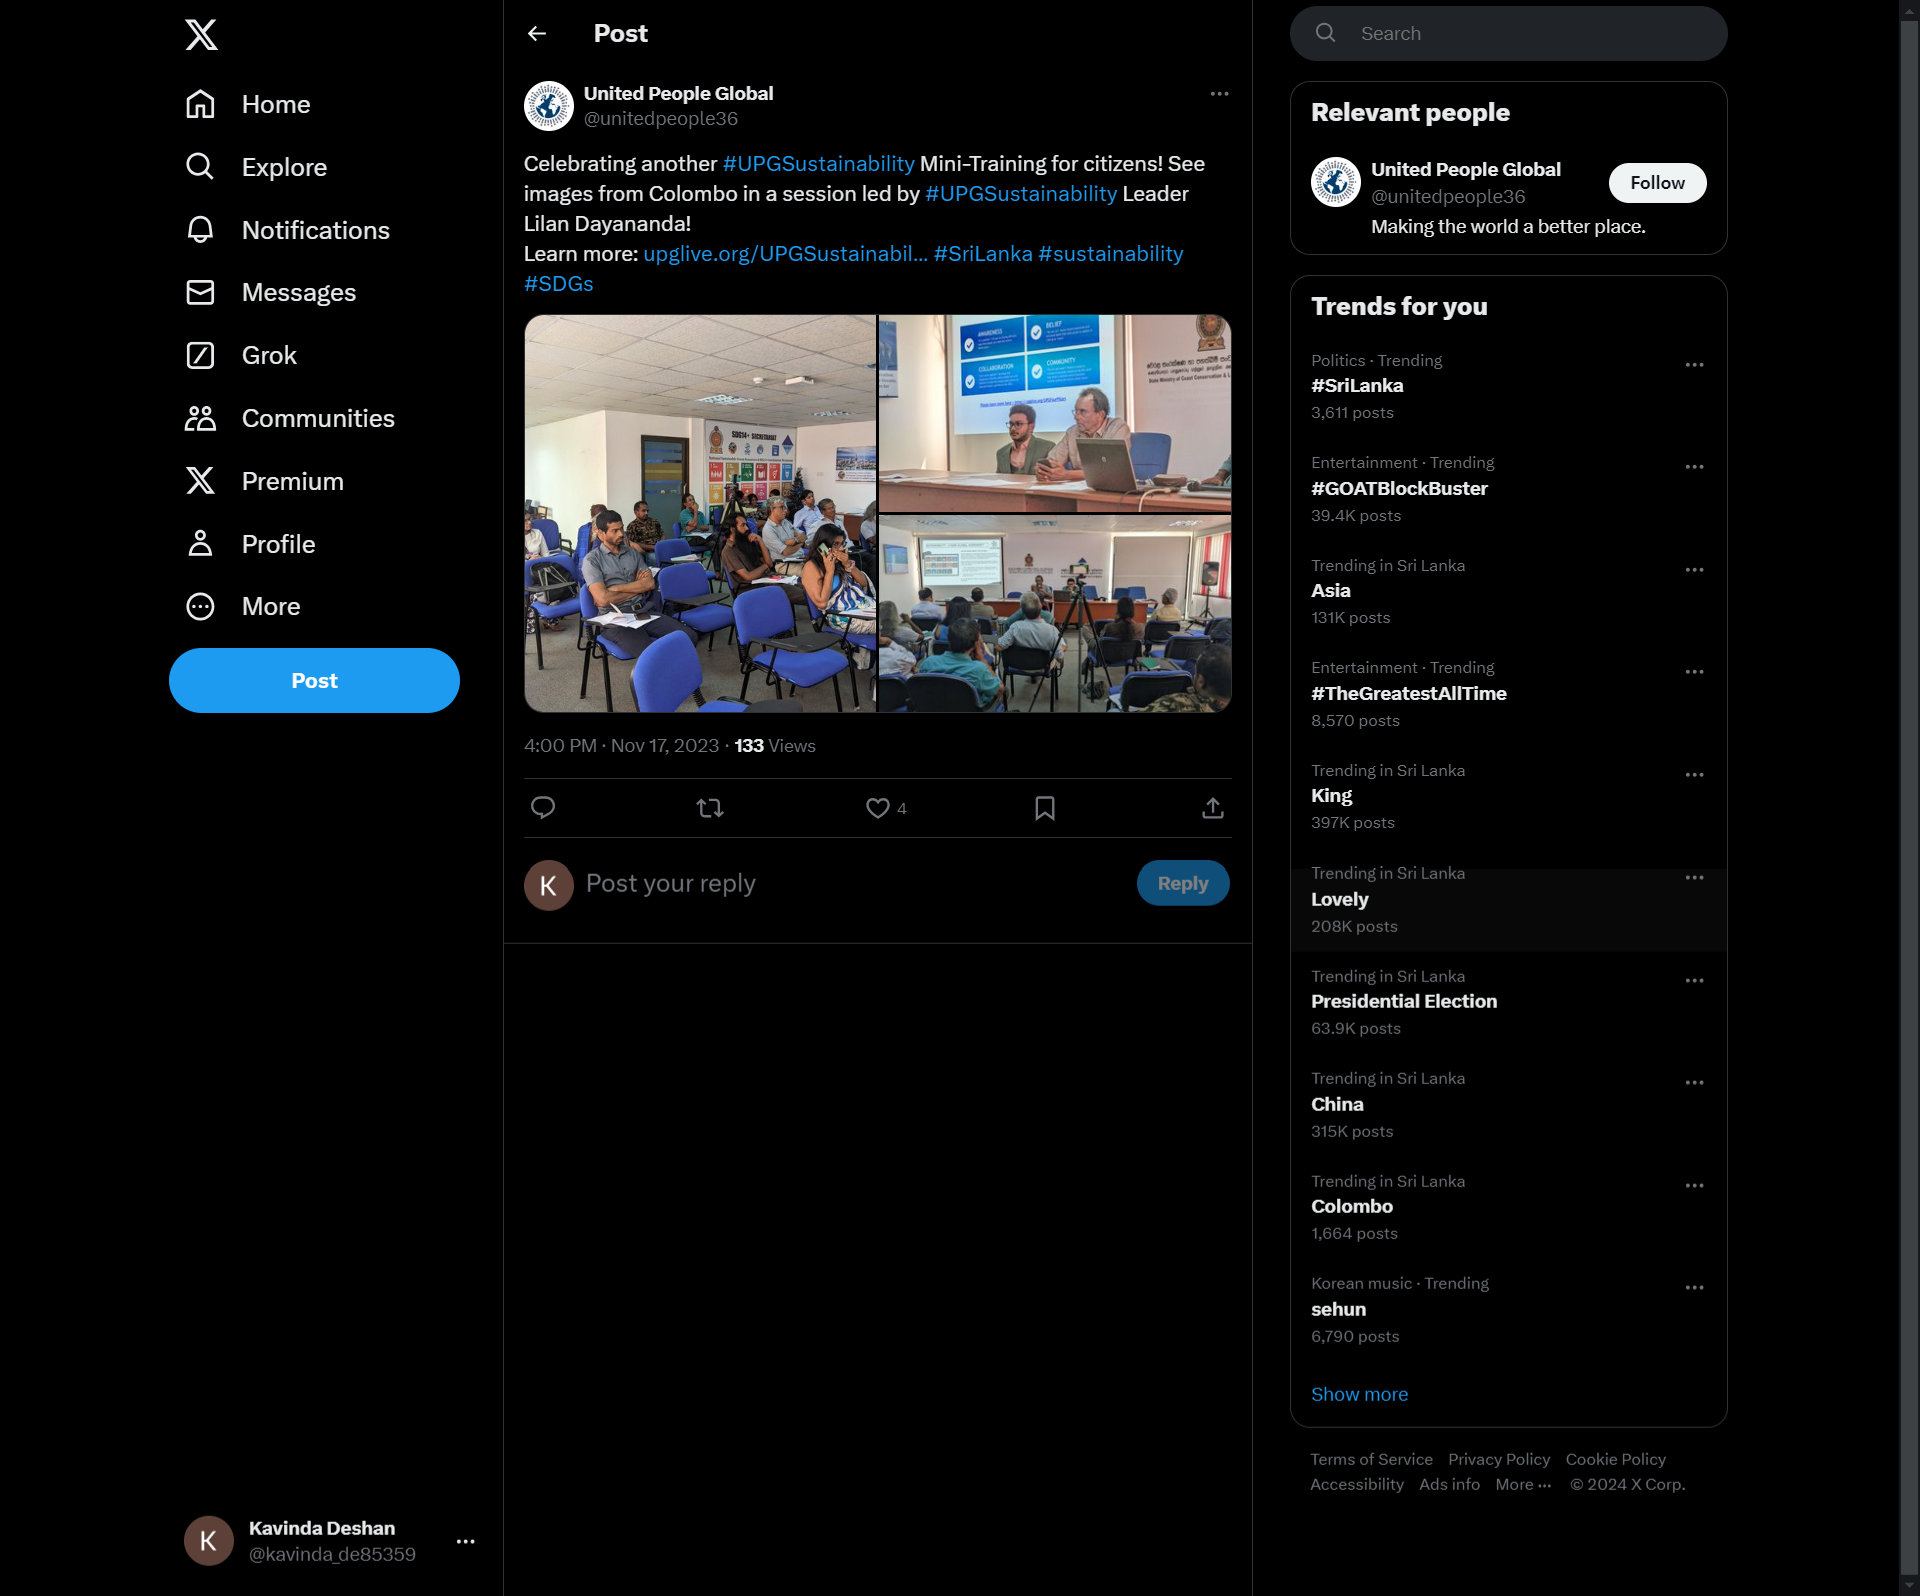 Home
Explore
Notifications
Messages
Grok
Communities
Premium
Profile
More
Post
Kavinda Deshan
@kavinda_de85359
K
Post
United People Global
@unitedpeople36
Celebrating another #UPGSustainability Mini-Training for citizens! See
images from Colombo in a session led by #UPGSustainability Leader
Lilan Dayananda!
Learn more: upglive.org/UPGSustainabil... #SriLanka #sustainability
#SDGs
SDG14+ SECRETARIAT
AWARENESS
BELIEF
COLLABORATION
COMMUNITY
4:00 PM · Nov 17, 2023 · 133 Views
4
K
Post your reply
Reply
Search
Relevant people
United People Global
@unitedpeople36
Follow
Making the world a better place.
Trends for you
Politics · Trending
#SriLanka
3,611 posts
Entertainment · Trending
#GOATBlockBuster
39.4K posts
Trending in Sri Lanka
Asia
131K posts
Entertainment · Trending
#TheGreatestAllTime
8,570 posts
Trending in Sri Lanka
King
397K posts
Trending in Sri Lanka
Lovely
208K posts
Trending in Sri Lanka
Presidential Election
63.9K posts
Trending in Sri Lanka
China
315K posts
Trending in Sri Lanka
Colombo
1,664 posts
Korean music · Trending
sehun
6,790 posts
Show more
Terms of Service Privacy Policy Cookie Policy
Accessibility Ads info More ··· © 2024 X Corp.